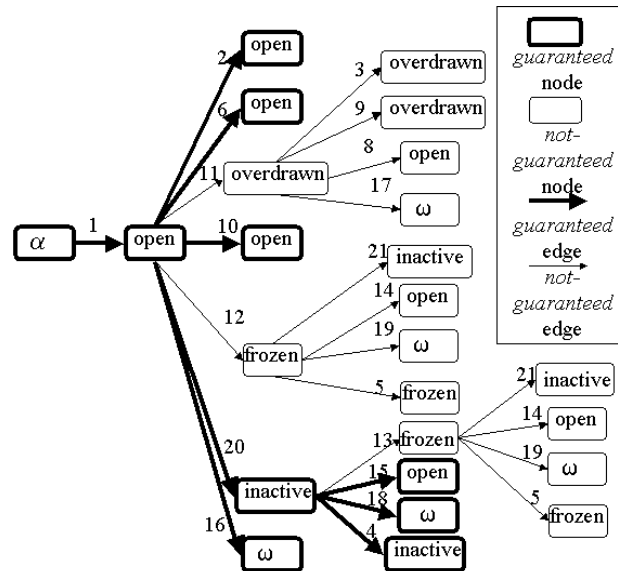 2
open
6
open
3
overdrawn
9
overdrawn
8
open
11
overdrawn
17
ω
α
1
open
10
open
21
inactive
14
open
12
19
ω
frozen
5
frozen
20
13
frozen
21
inactive
14
open
19
ω
5
frozen
inactive
15
open
18
ω
4
inactive
16
ω
guaranteed
node
not-
guaranteed
node
guaranteed
edge
not-
guaranteed
edge